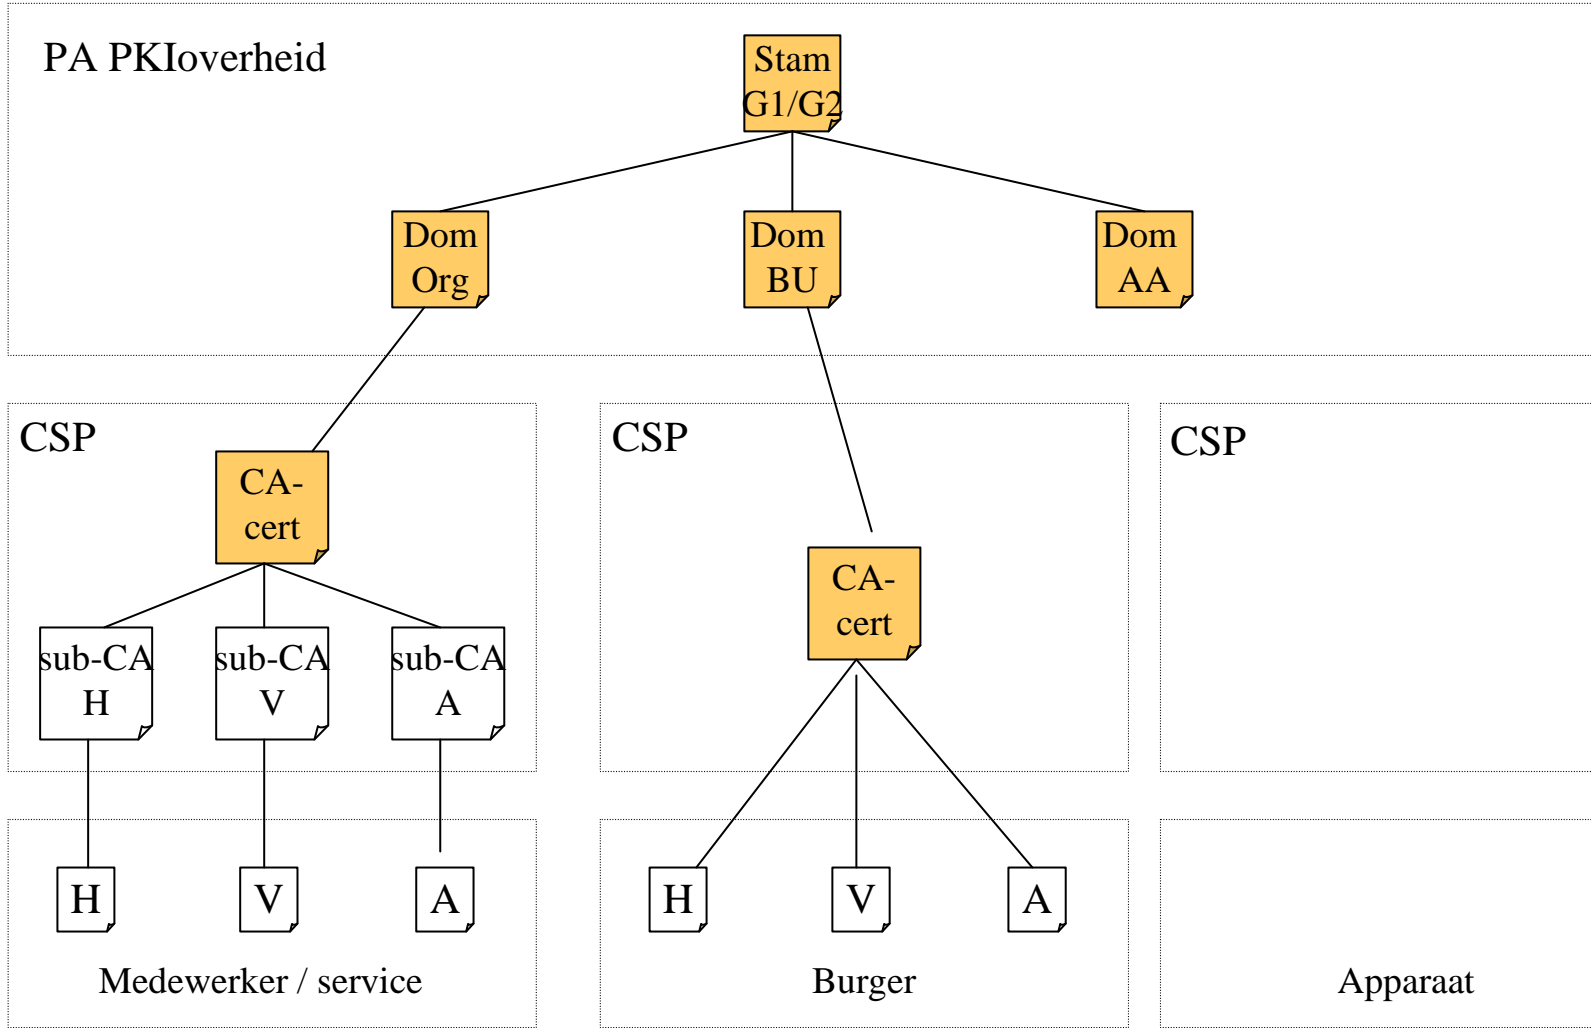 PA PKIoverheid
Stam
G1/G2
Dom
Org
Dom
BU
Dom
AA
CSP
CSP
CSP
CA-
cert
CA-
cert
sub-CA
H
sub-CA
V
sub-CA
A
H
V
A
H
V
A
Medewerker / service
Burger
Apparaat